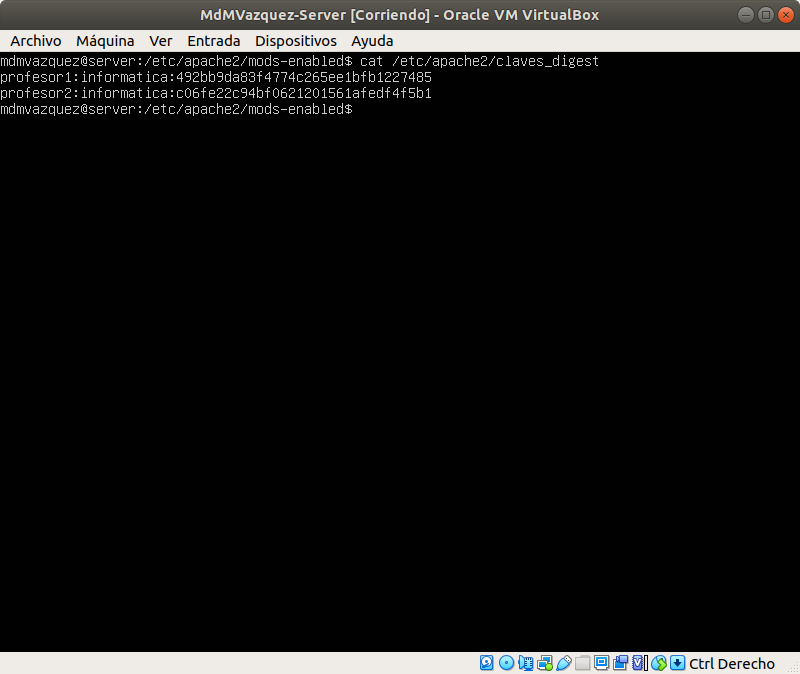 MdMVazquez-Server [Corriendo] - Oracle VM VirtualBox
Archivo Máquina Ver Entrada Dispositivos Ayuda
mdmvazquez@server:/etc/apache2/mods-enabled$ cat /etc/apache2/claves_digest
profesor1:informatica:492bb9da83f4774c265ee1bfb1227485
profesor2:informatica:c06fe22c94bf0621201561afedf4f5b1
mdmvazquez@server:/etc/apache2/mods-enabled$
Ctrl Derecho